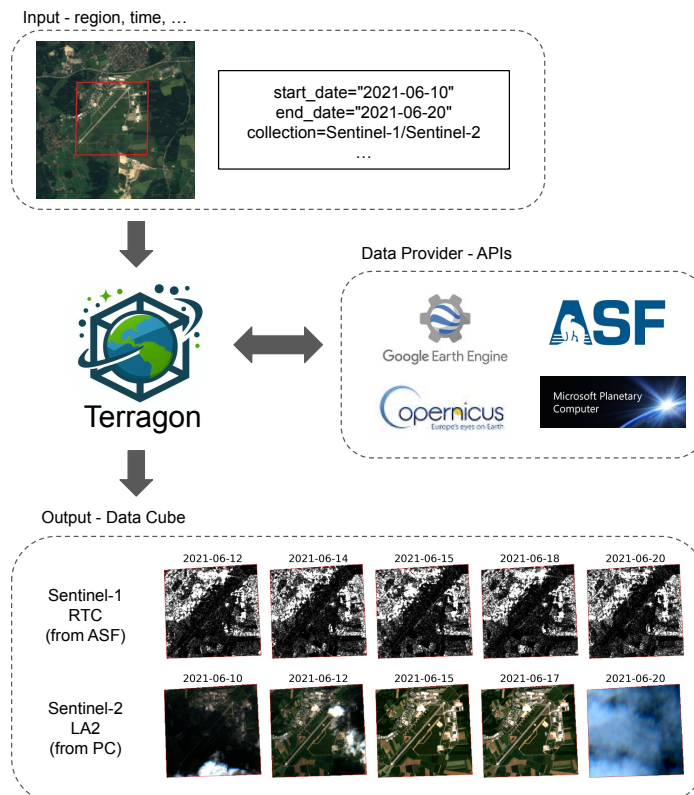 Input - region, time, …
start_date="2021-06-10"
end_date="2021-06-20"
collection=Sentinel-1/Sentinel-2
…
Data Provider - APIs
Google Earth Engine
ASF
Copernicus
Europe's eyes on Earth
Microsoft Planetary
Computer
Terragon
Output - Data Cube
Sentinel-1
RTC
(from ASF)
2021-06-12 2021-06-14 2021-06-15 2021-06-18 2021-06-20
Sentinel-2
LA2
(from PC)
2021-06-10 2021-06-12 2021-06-15 2021-06-17 2021-06-20